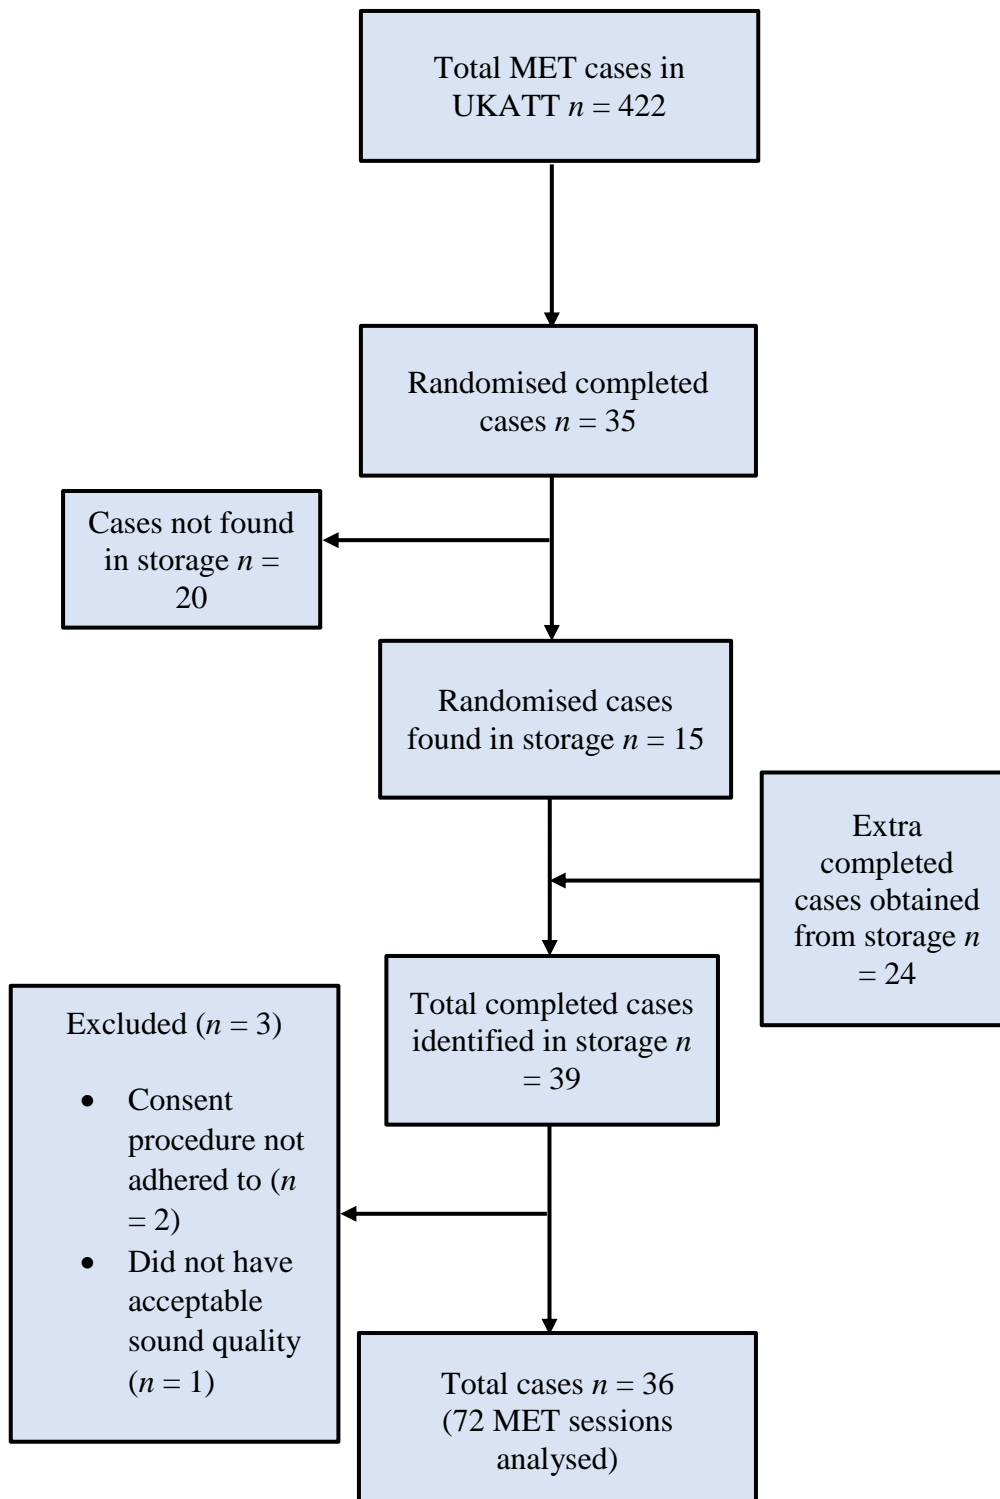 Total MET cases in
UKATT n = 422
Randomised completed
cases n = 35
Cases not found
in storage n =
20
Randomised cases
found in storage n = 15
Extra
completed
cases obtained
from storage n
= 24
Total completed cases
identified in storage n
= 39
Excluded (n = 3)
• Consent
procedure not
adhered to (n
= 2)
• Did not have
acceptable
sound quality
(n = 1)
Total cases n = 36
(72 MET sessions
analysed)